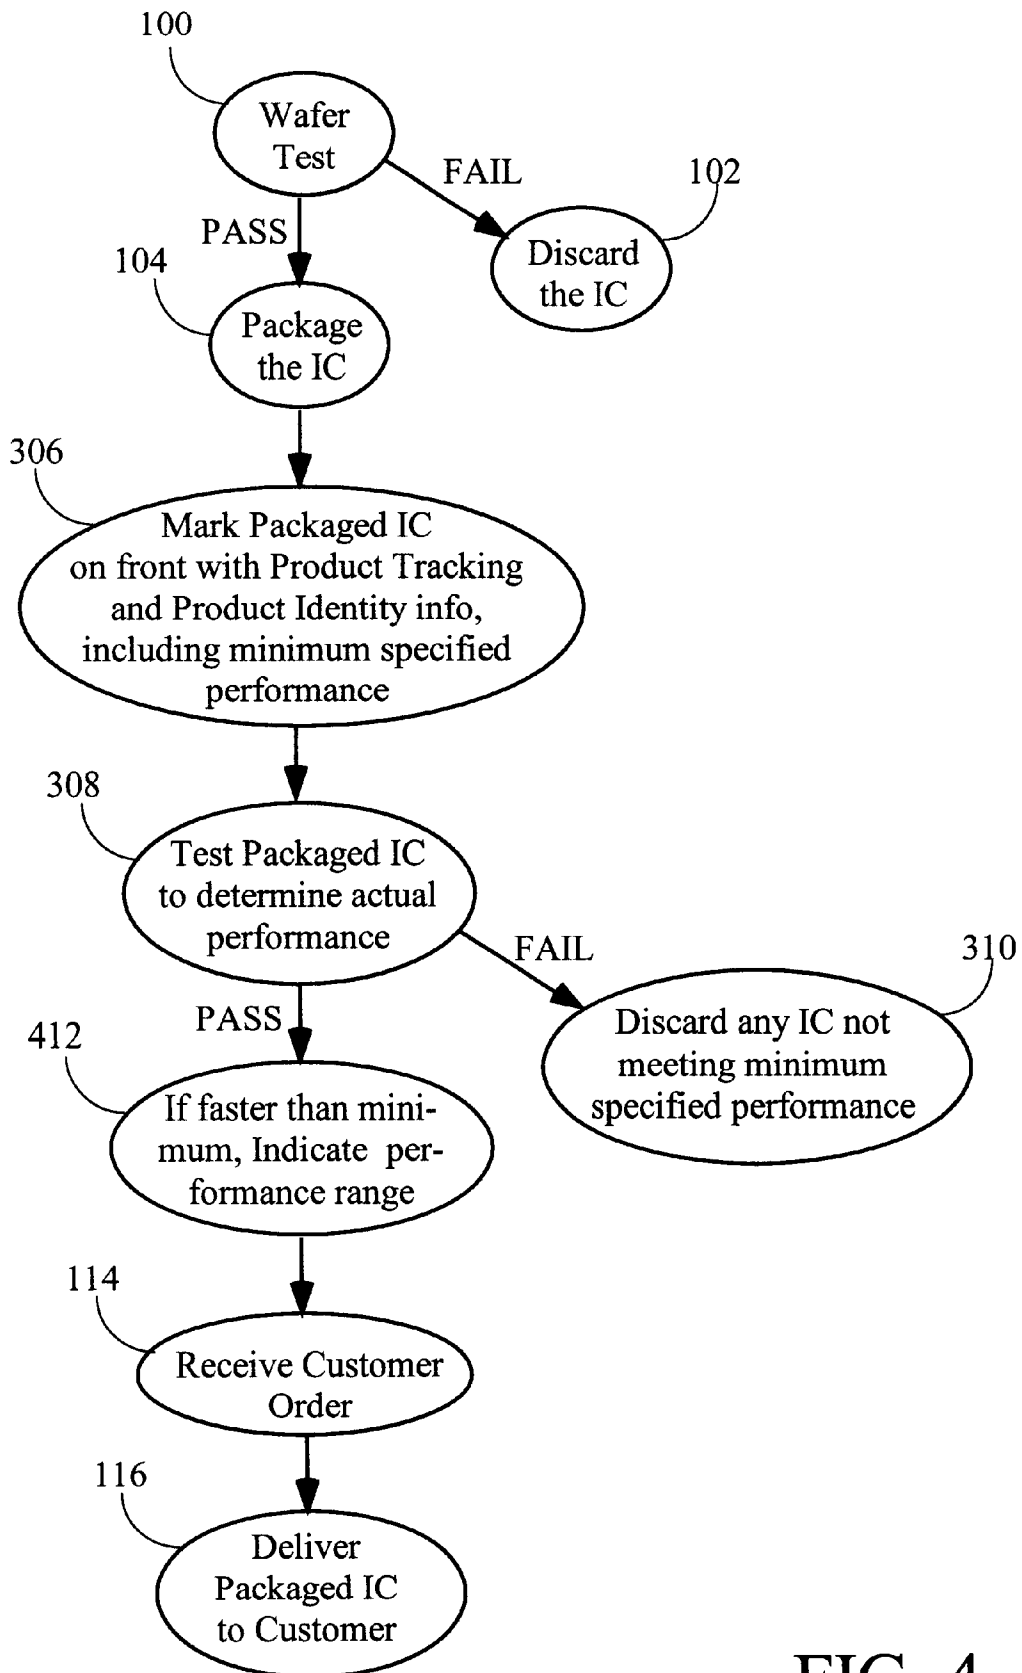 100
Wafer
Test
FAIL
102
PASS
Discard
the IC
104
Package
the IC
306
Mark Packaged IC
on front with Product Tracking
and Product Identity info,
including minimum specified
performance
308
Test Packaged IC
to determine actual
performance
FAIL
310
PASS
Discard any IC not
meeting minimum
specified performance
412
If faster than mini-
mum, Indicate per-
formance range
114
Receive Customer
Order
116
Deliver
Packaged IC
to Customer
FIG. 4